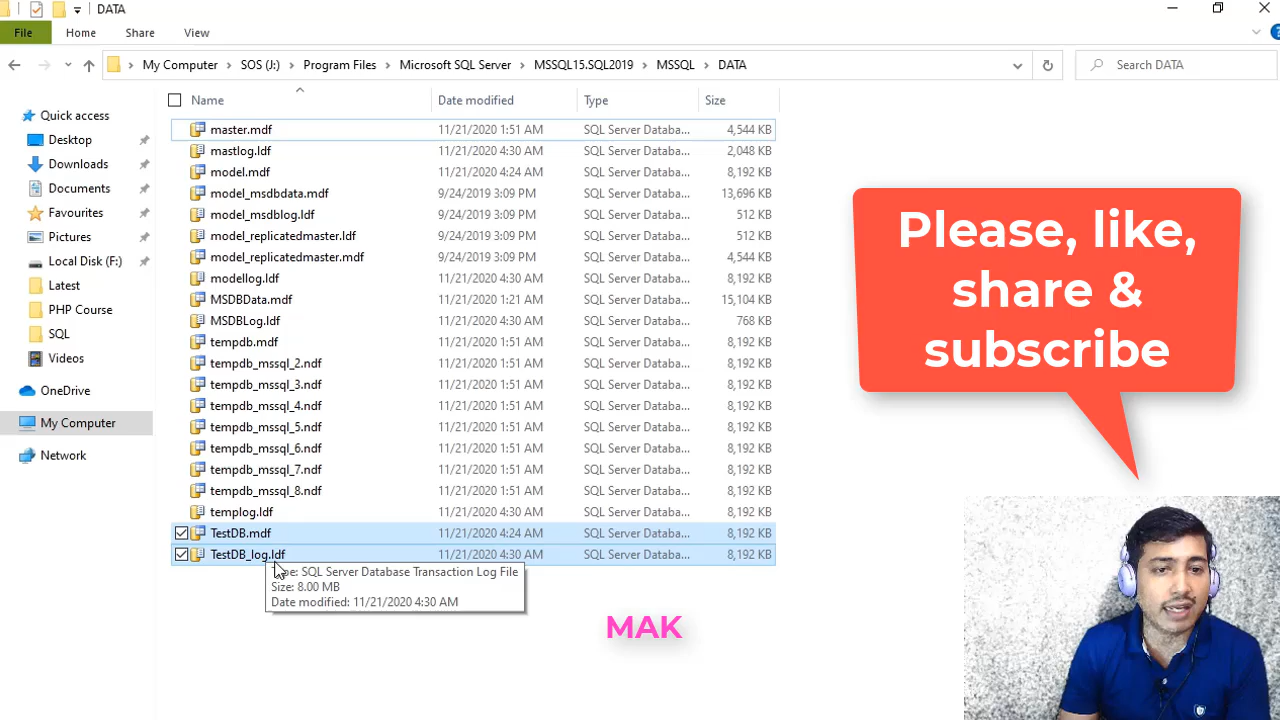 DATA
File Home Share View
My Computer SOS (J:) Program Files Microsoft SQL Server MSSQL15.SQL2019 MSSQL DATA Search DATA
Name Date modified Type Size
Quick access
Desktop
Downloads
Documents
Favourites
Pictures
Local Disk (F:)
Latest
PHP Course
SQL
Videos
OneDrive
My Computer
Network
master.mdf 11/21/2020 1:51 AM SQL Server Databa... 4,544 KB
mastlog.ldf 11/21/2020 4:30 AM SQL Server Databa... 2,048 KB
model.mdf 11/21/2020 4:24 AM SQL Server Databa... 8,192 KB
model_msdbdata.mdf 9/24/2019 3:09 PM SQL Server Databa... 13,696 KB
model_msdblog.ldf 9/24/2019 3:09 PM SQL Server Databa... 512 KB
model_replicatedmaster.ldf 9/24/2019 3:09 PM SQL Server Databa... 512 KB
model_replicatedmaster.mdf 9/24/2019 3:09 PM SQL Server Databa... 4,544 KB
modellog.ldf 11/21/2020 4:30 AM SQL Server Databa... 8,192 KB
MSDBData.mdf 11/21/2020 1:21 AM SQL Server Databa... 15,104 KB
MSDBLog.ldf 11/21/2020 4:30 AM SQL Server Databa... 768 KB
tempdb.mdf 11/21/2020 1:51 AM SQL Server Databa... 8,192 KB
tempdb_mssql_2.ndf 11/21/2020 1:51 AM SQL Server Databa... 8,192 KB
tempdb_mssql_3.ndf 11/21/2020 1:51 AM SQL Server Databa... 8,192 KB
tempdb_mssql_4.ndf 11/21/2020 1:51 AM SQL Server Databa... 8,192 KB
tempdb_mssql_5.ndf 11/21/2020 1:51 AM SQL Server Databa... 8,192 KB
tempdb_mssql_6.ndf 11/21/2020 1:51 AM SQL Server Databa... 8,192 KB
tempdb_mssql_7.ndf 11/21/2020 1:51 AM SQL Server Databa... 8,192 KB
tempdb_mssql_8.ndf 11/21/2020 1:51 AM SQL Server Databa... 8,192 KB
templog.ldf 11/21/2020 4:30 AM SQL Server Databa... 8,192 KB
TestDB.mdf 11/21/2020 4:24 AM SQL Server Databa... 8,192 KB
TestDB_log.ldf 11/21/2020 4:30 AM SQL Server Databa... 8,192 KB
SQL Server Database Transaction Log File
Size: 8.00 MB
Date modified: 11/21/2020 4:30 AM
Please, like,
share &
subscribe
MAK